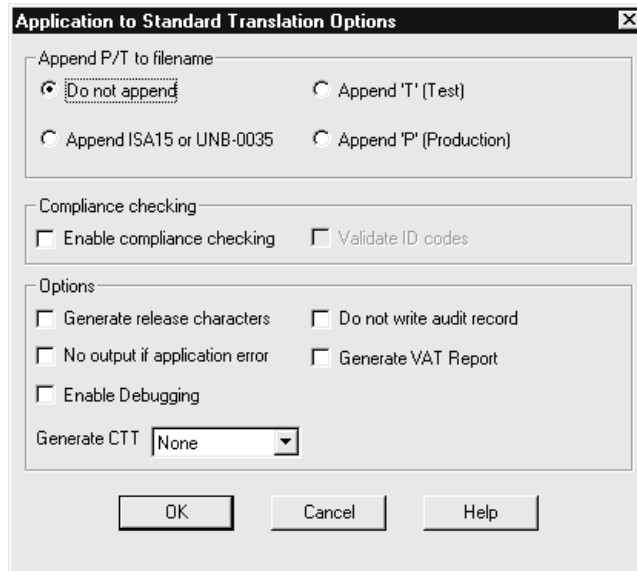 Application to Standard Translation Options
Append P/T to filename
Do not append
Append 'T' (Test)
Append ISA15 or UNB-0035
Append 'P' (Production)
Compliance checking
Enable compliance checking
Validate ID codes
Options
Generate release characters
Do not write audit record
No output if application error
Generate VAT Report
Enable Debugging
Generate CTT
None
OK
Cancel
Help